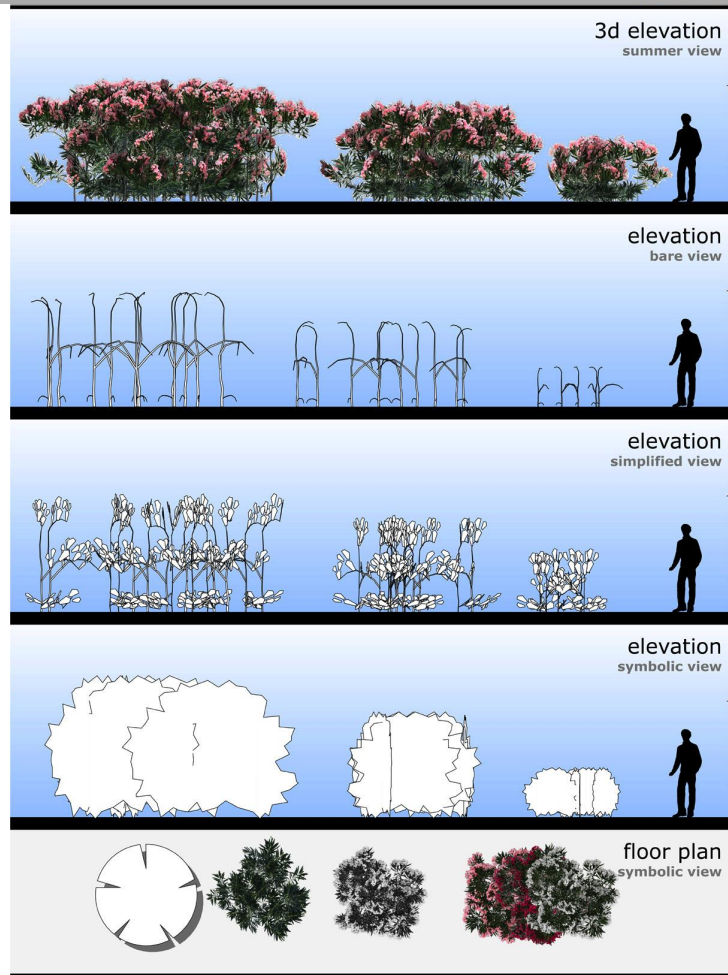 3d elevation
summer view
elevation
bare view
elevation
simplified view
elevation
symbolic view
floor plan
symbolic view